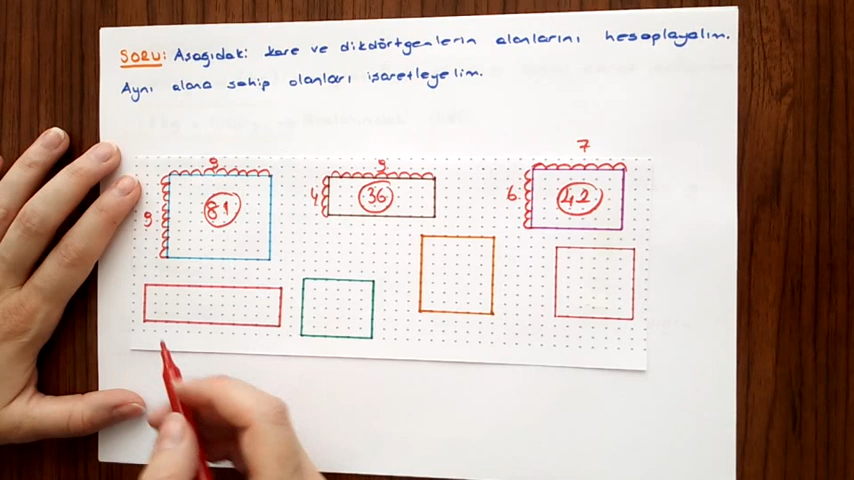 SORU: Aşağıdaki kare ve dikdörtgenlerin alanlarını hesaplayalım.
Aynı alana sahip olanları işaretleyelim.
9 9 7
9 81 4 36 6 42